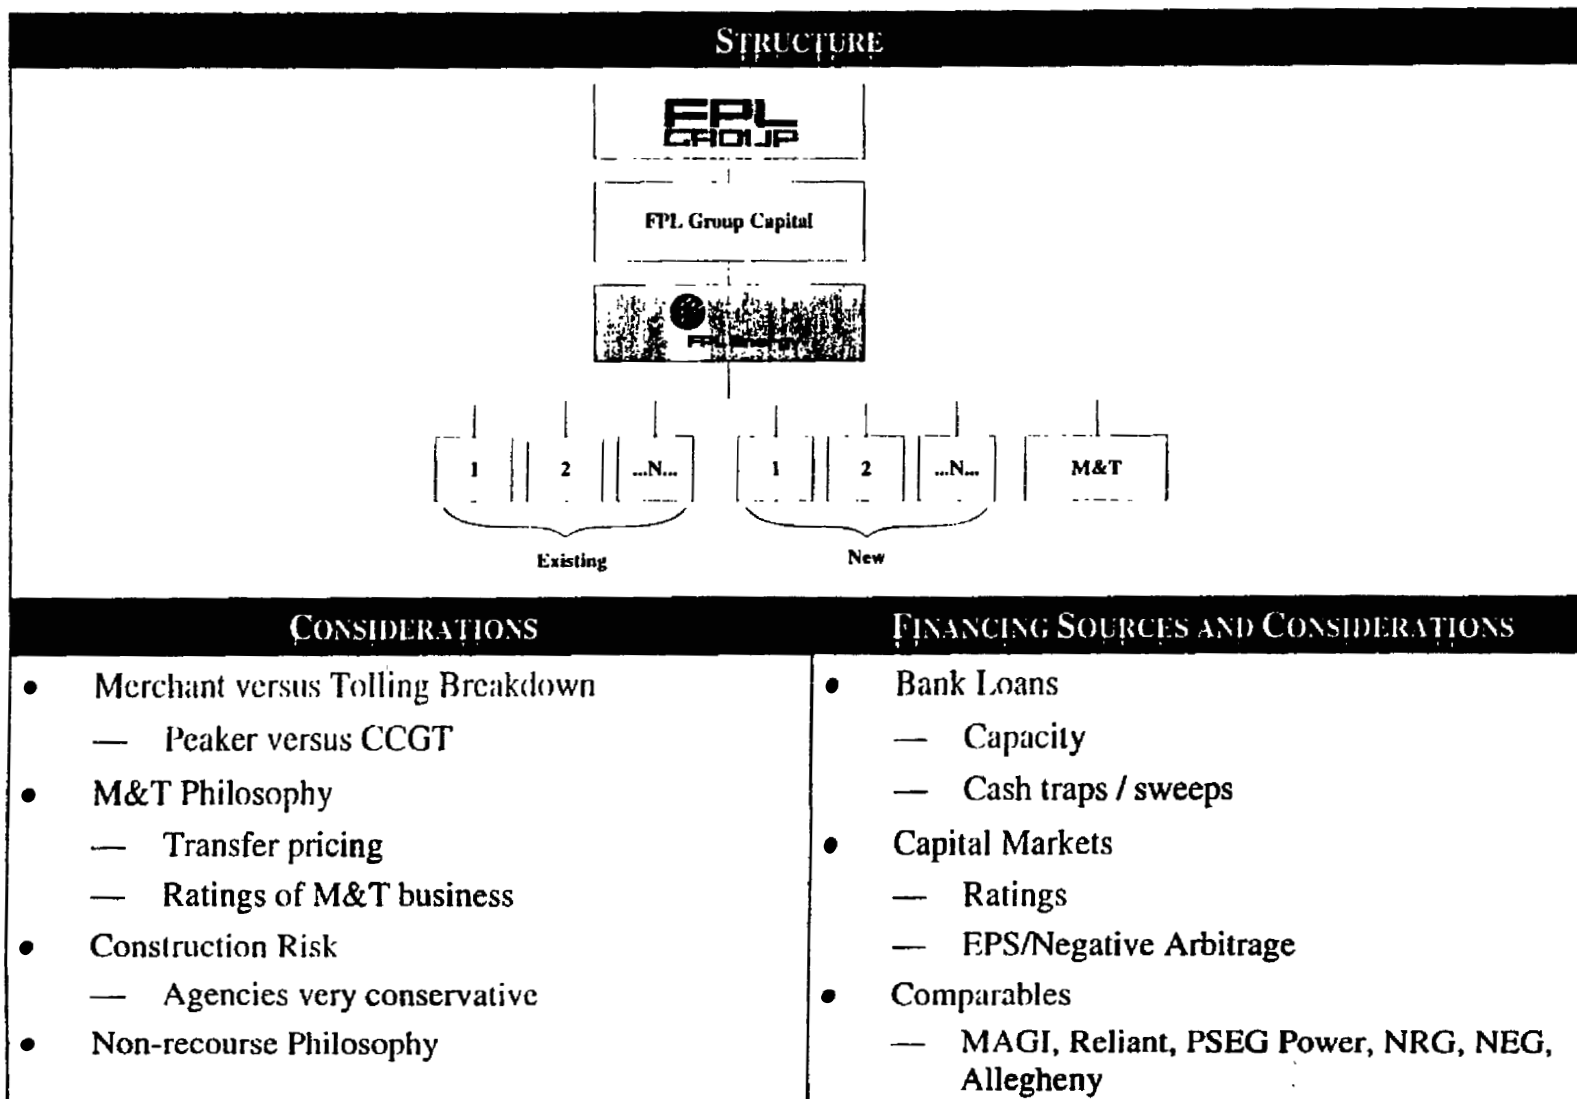 STRUCTURE
FPL
GROUP
FPL Group Capital
FPL Energy
1 2 ...N... 1 2 ...N... M&T
Existing New
CONSIDERATIONS
• Merchant versus Tolling Breakdown
— Peaker versus CCGT
• M&T Philosophy
— Transfer pricing
— Ratings of M&T business
• Construction Risk
— Agencies very conservative
• Non-recourse Philosophy
FINANCING SOURCES AND CONSIDERATIONS
• Bank Loans
— Capacity
— Cash traps / sweeps
• Capital Markets
— Ratings
— EPS/Negative Arbitrage
• Comparables
— MAGI, Reliant, PSEG Power, NRG, NEG,
Allegheny